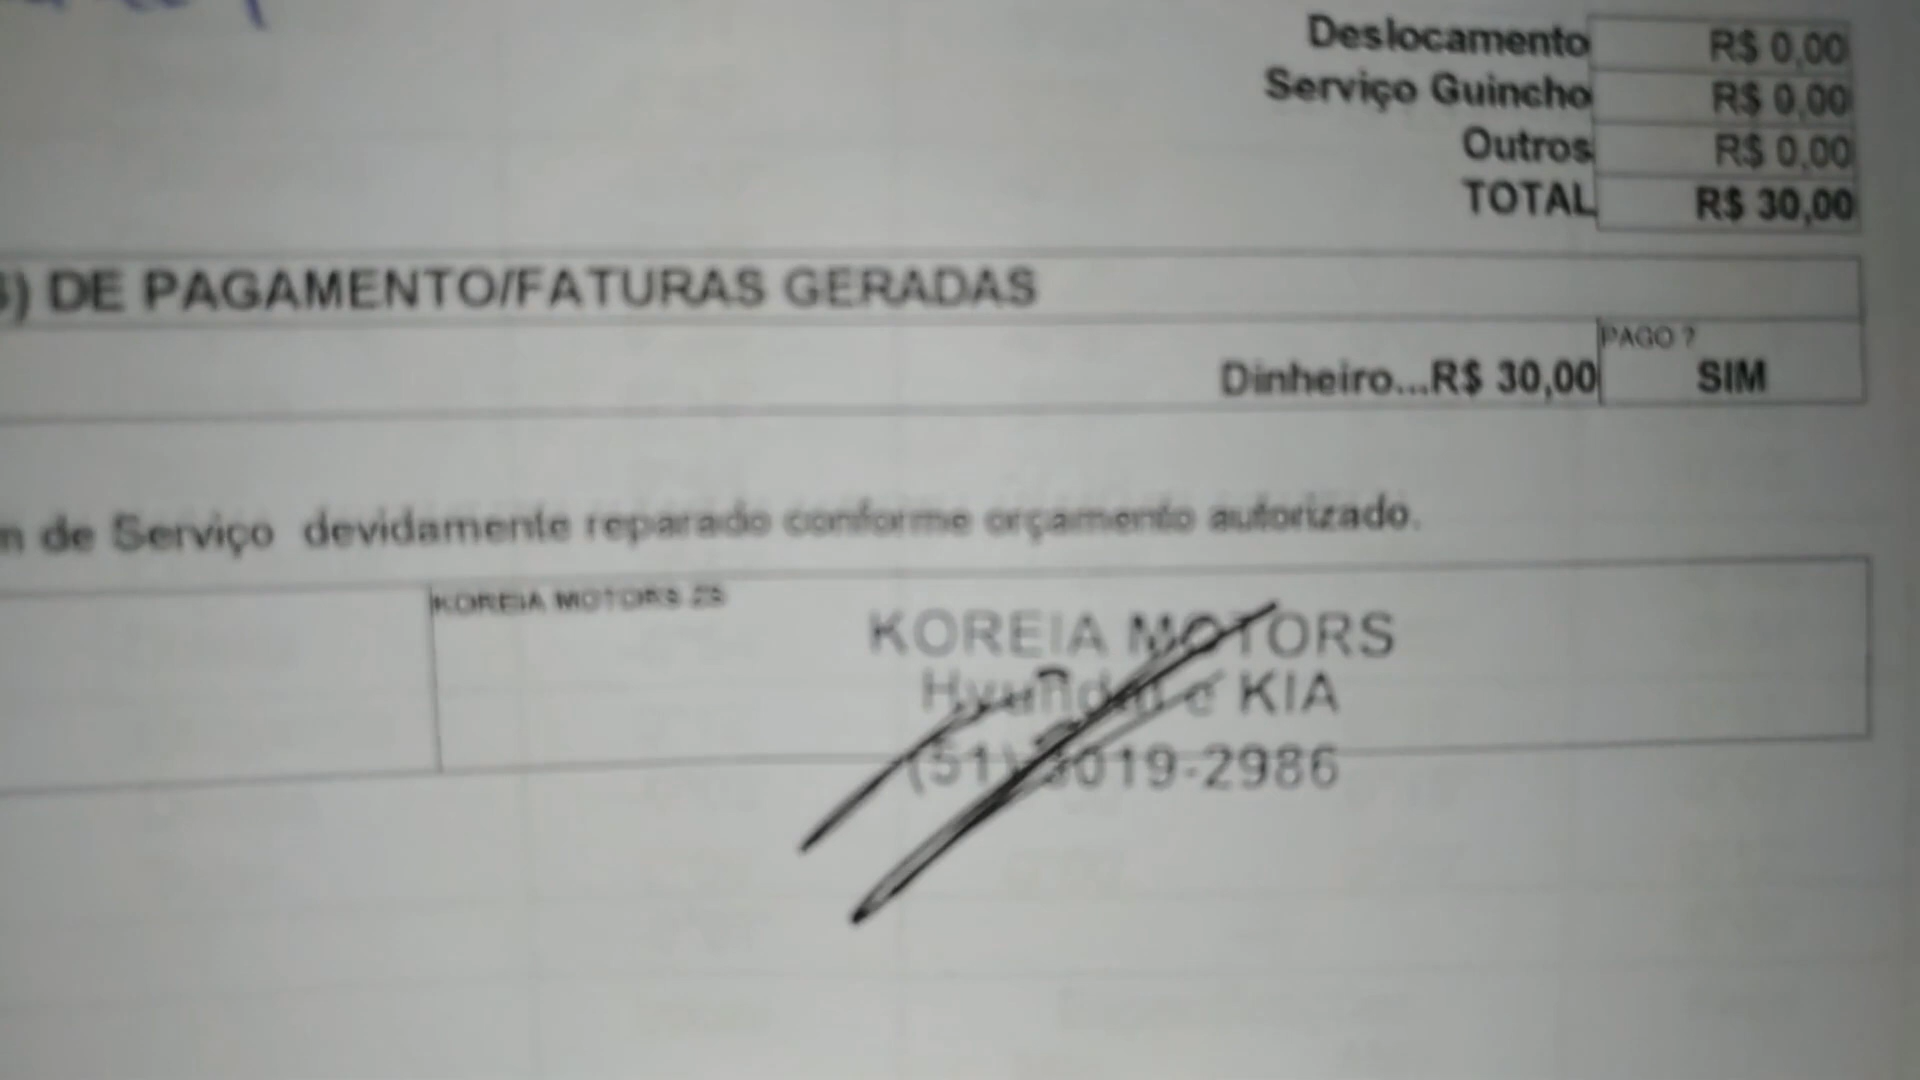 Deslocamento R$ 0,00
Serviço Guincho R$ 0,00
Outros R$ 0,00
TOTAL R$ 30,00
) DE PAGAMENTO/FATURAS GERADAS
PAGO ?
Dinheiro...R$ 30,00 SIM
m de Serviço devidamente reparado conforme orçamento autorizado.
KOREIA MOTORS
KOREIA MOTORS
Hyundai e KIA
(51) 3019-2986